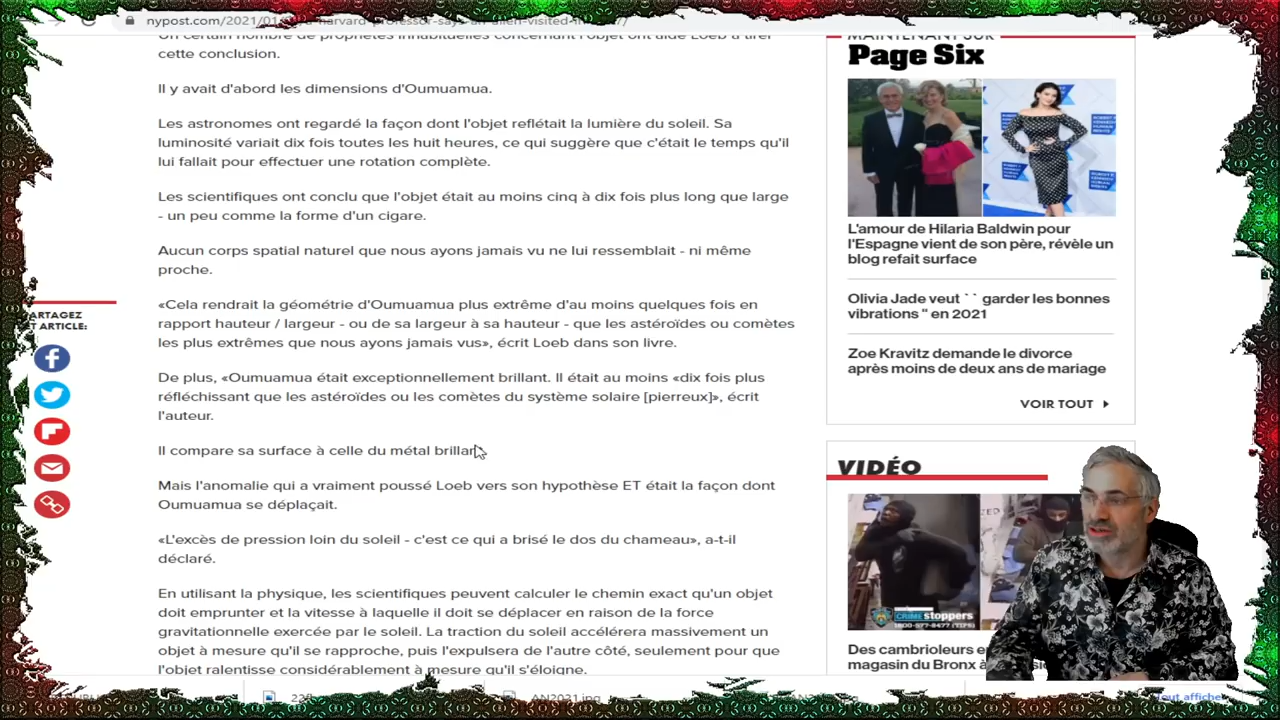 nypost.com/2021/01
cette conclusion.
Il y avait d'abord les dimensions d'Oumuamua.
Les astronomes ont regardé la façon dont l'objet reflétait la lumière du soleil. Sa
luminosité variait dix fois toutes les huit heures, ce qui suggère que c'était le temps qu'il
lui fallait pour effectuer une rotation complète.
Les scientifiques ont conclu que l'objet était au moins cinq à dix fois plus long que large
- un peu comme la forme d'un cigare.
Aucun corps spatial naturel que nous ayons jamais vu ne lui ressemblait - ni même
proche.
«Cela rendrait la géométrie d'Oumuamua plus extrême d'au moins quelques fois en
rapport hauteur / largeur - ou de sa largeur à sa hauteur - que les astéroïdes ou comètes
les plus extrêmes que nous ayons jamais vus», écrit Loeb dans son livre.
De plus, «Oumuamua était exceptionnellement brillant. Il était au moins «dix fois plus
réfléchissant que les astéroïdes ou les comètes du système solaire [pierreux]», écrit
l'auteur.
Il compare sa surface à celle du métal brillant
Mais l'anomalie qui a vraiment poussé Loeb vers son hypothèse ET était la façon dont
Oumuamua se déplaçait.
«L'excès de pression loin du soleil - c'est ce qui a brisé le dos du chameau», a-t-il
déclaré.
En utilisant la physique, les scientifiques peuvent calculer le chemin exact qu'un objet
doit emprunter et la vitesse à laquelle il doit se déplacer en raison de la force
gravitationnelle exercée par le soleil. La traction du soleil accélérera massivement un
objet à mesure qu'il se rapproche, puis l'expulsera de l'autre côté, seulement pour que
l'objet ralentisse considérablement à mesure qu'il s'éloigne.
ARTAGEZ
ET ARTICLE:
MAINTENANT SUR
Page Six
L'amour de Hilaria Baldwin pour
l'Espagne vient de son père, révèle un
blog refait surface
Olivia Jade veut `` garder les bonnes
vibrations '' en 2021
Zoe Kravitz demande le divorce
après moins de deux ans de mariage
VOIR TOUT
VIDÉO
CRIMEstoppers
1-800-577-8477 (TIPS)
Des cambrioleurs
magasin du Bronx à
AN2021.jpg
tout affiche